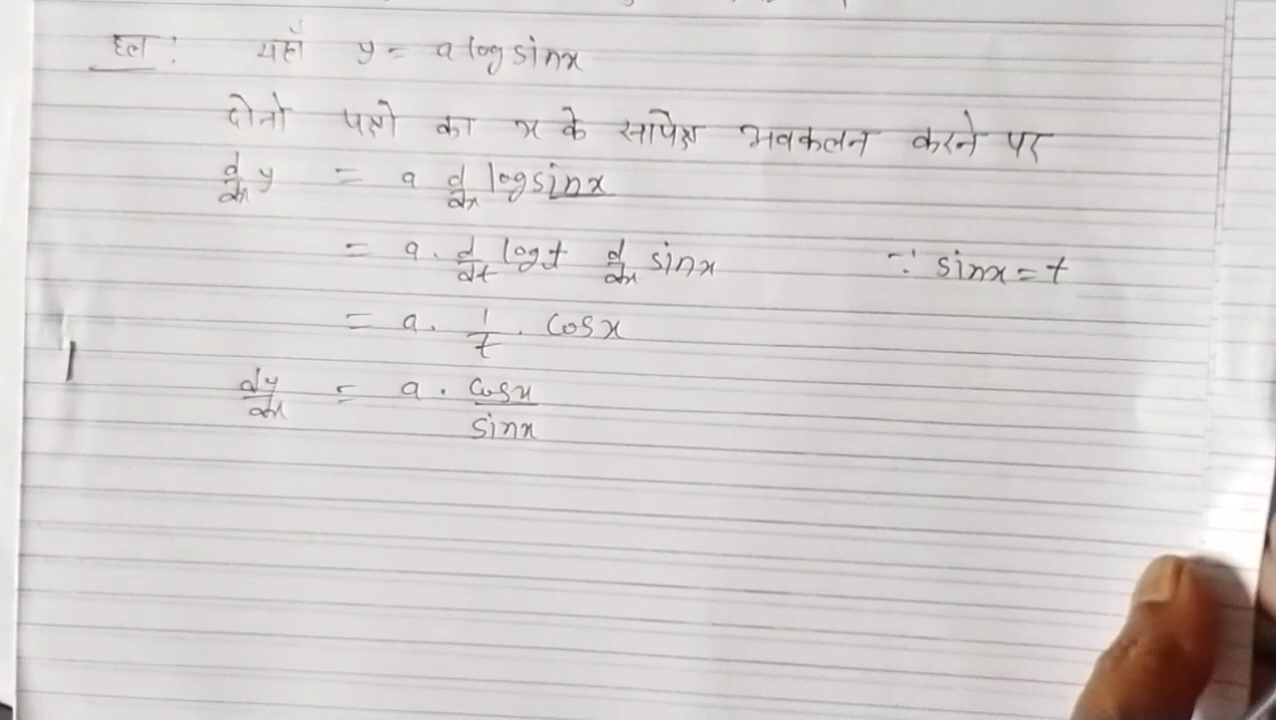 हल : यहाँ y = a log sinx
दोनो पक्षो का x के सापेक्ष अवकलन करने पर
d/dx y = a d/dx log sinx
= a . d/dt log t d/dx sinx ∵ sinx = t
= a . 1/t . cosx
dy/dx = a . cosx/sinx